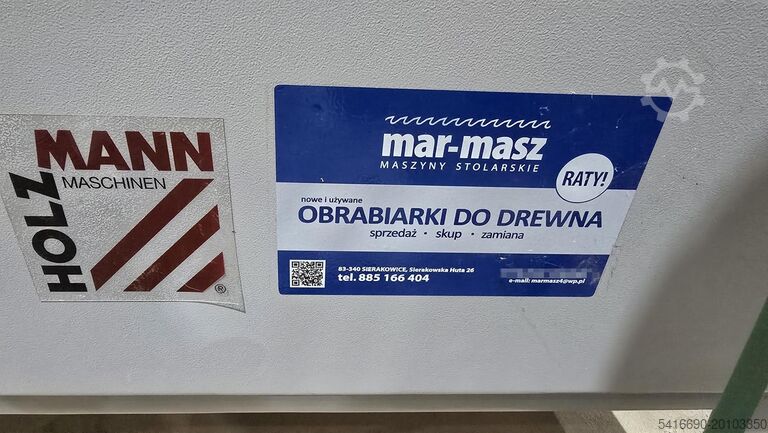 HOLZ
MANN
MASCHINEN
®
mar-masz
MASZYNY STOLARSKIE
RATY!
nowe i używane
OBRABIARKI DO DREWNA
sprzedaż • skup • zamiana
83-340 SIERAKOWICE, Sierakowska Huta 26
tel. 885 166 404
e-mail: marmasz4@wp.pl
5416690-20103350